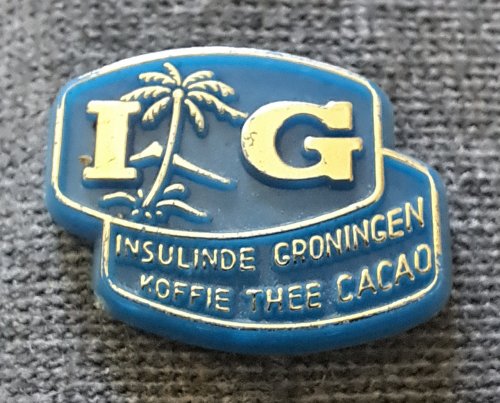 I G
INSULINDE GRONINGEN
KOFFIE THEE CACAO